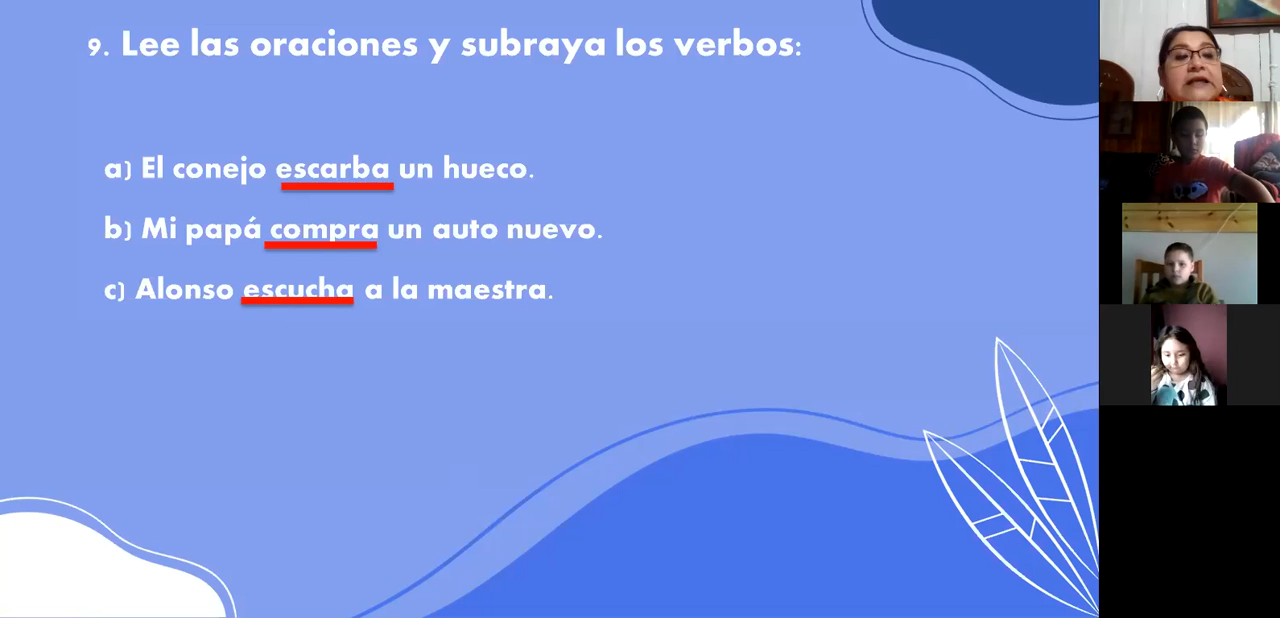 9. Lee las oraciones y subraya los verbos:
a) El conejo escarba un hueco.
b) Mi papá compra un auto nuevo.
c) Alonso escucha a la maestra.